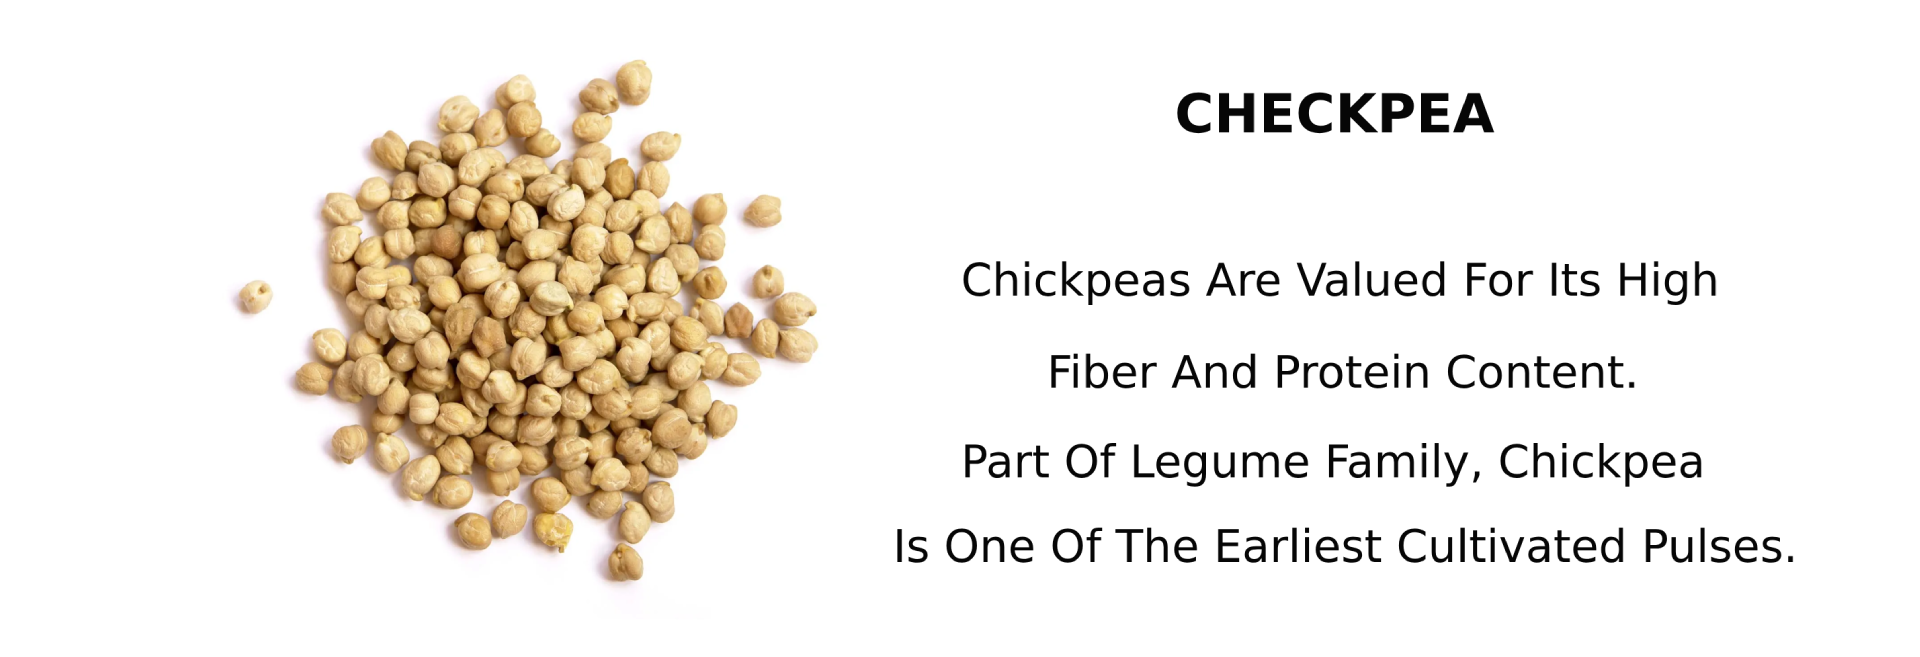 CHECKPEA
Chickpeas Are Valued For Its High
Fiber And Protein Content.
Part Of Legume Family, Chickpea
Is One Of The Earliest Cultivated Pulses.